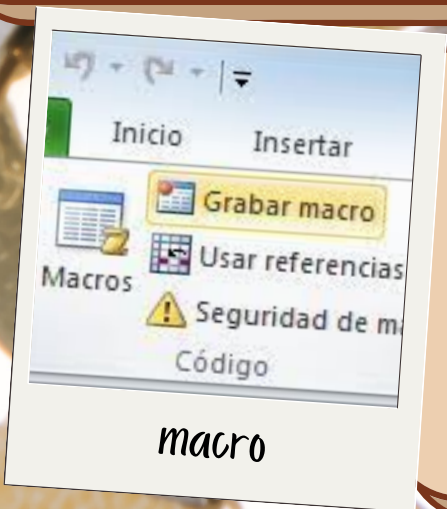 Inicio Insertar
Grabar macro
Macros
Usar referencias
Seguridad de
Código
macro